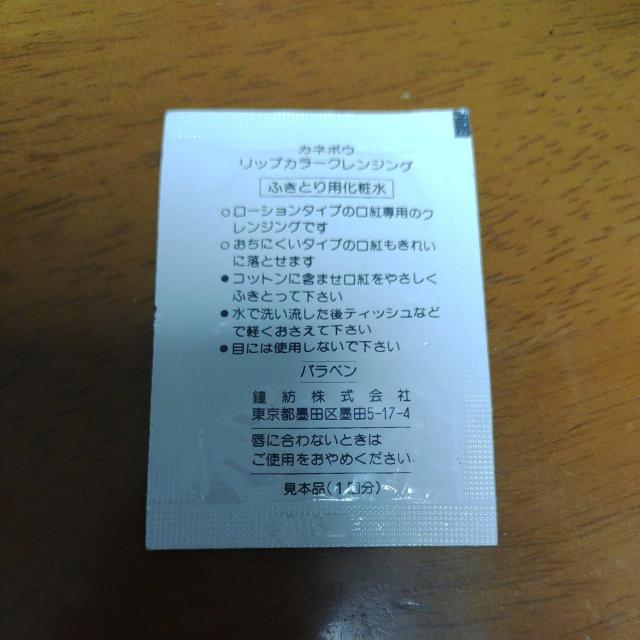 カネボウ
リップカラークレンジング
ふきとり用化粧水
○ローションタイプの口紅専用のク
レンジングです
○おちにくいタイプの口紅もきれい
に落とせます
●コットンに含ませ口紅をやさしく
ふきとって下さい
●水で洗い流した後ティッシュなど
で軽くおさえて下さい
●目には使用しないで下さい
パラベン
鐘紡株式会社
東京都墨田区墨田5-17-4
唇に合わないときは
ご使用をおやめください
見本品(1回分)